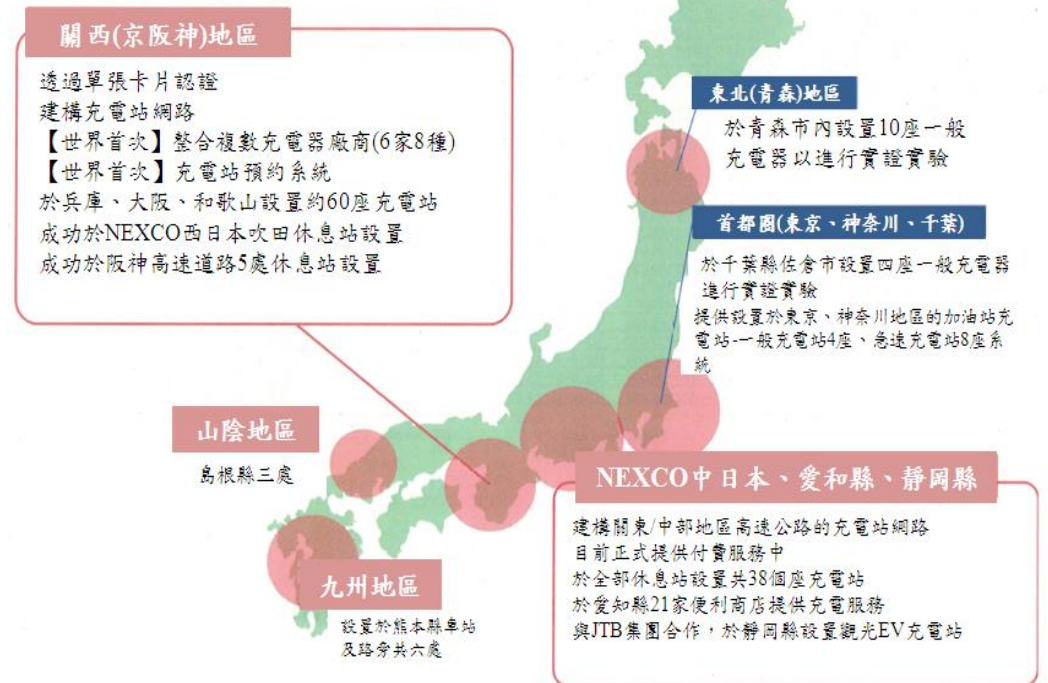 關西(京阪神)地區
透過單張卡片認證
建構充電站網路
【世界首次】整合複數充電器廠商(6家8種)
【世界首次】充電站預約系統
於兵庫、大阪、和歌山設置約60座充電站
成功於NEXCO西日本吹田休息站設置
成功於阪神高速道路5處休息站設置
東北(青森)地區
於青森市內設置10座一般
充電器以進行實證實驗
首都圈(東京、神奈川、千葉)
於千葉縣佐倉市設置四座一般充電器
進行實證實驗
提供設置於東京、神奈川地區的加油站充
電站-一般充電站4座、急速充電站8座系
統
山陰地區
島根縣三處
NEXCO中日本、愛和縣、靜岡縣
建構關東/中部地區高速公路的充電站網路
目前正式提供付費服務中
於全部休息站設置共38個座充電站
於愛知縣21家便利商店提供充電服務
與JTB集團合作，於靜岡縣設置觀光EV充電站
九州地區
設置於熊本縣車站
及路旁共六處